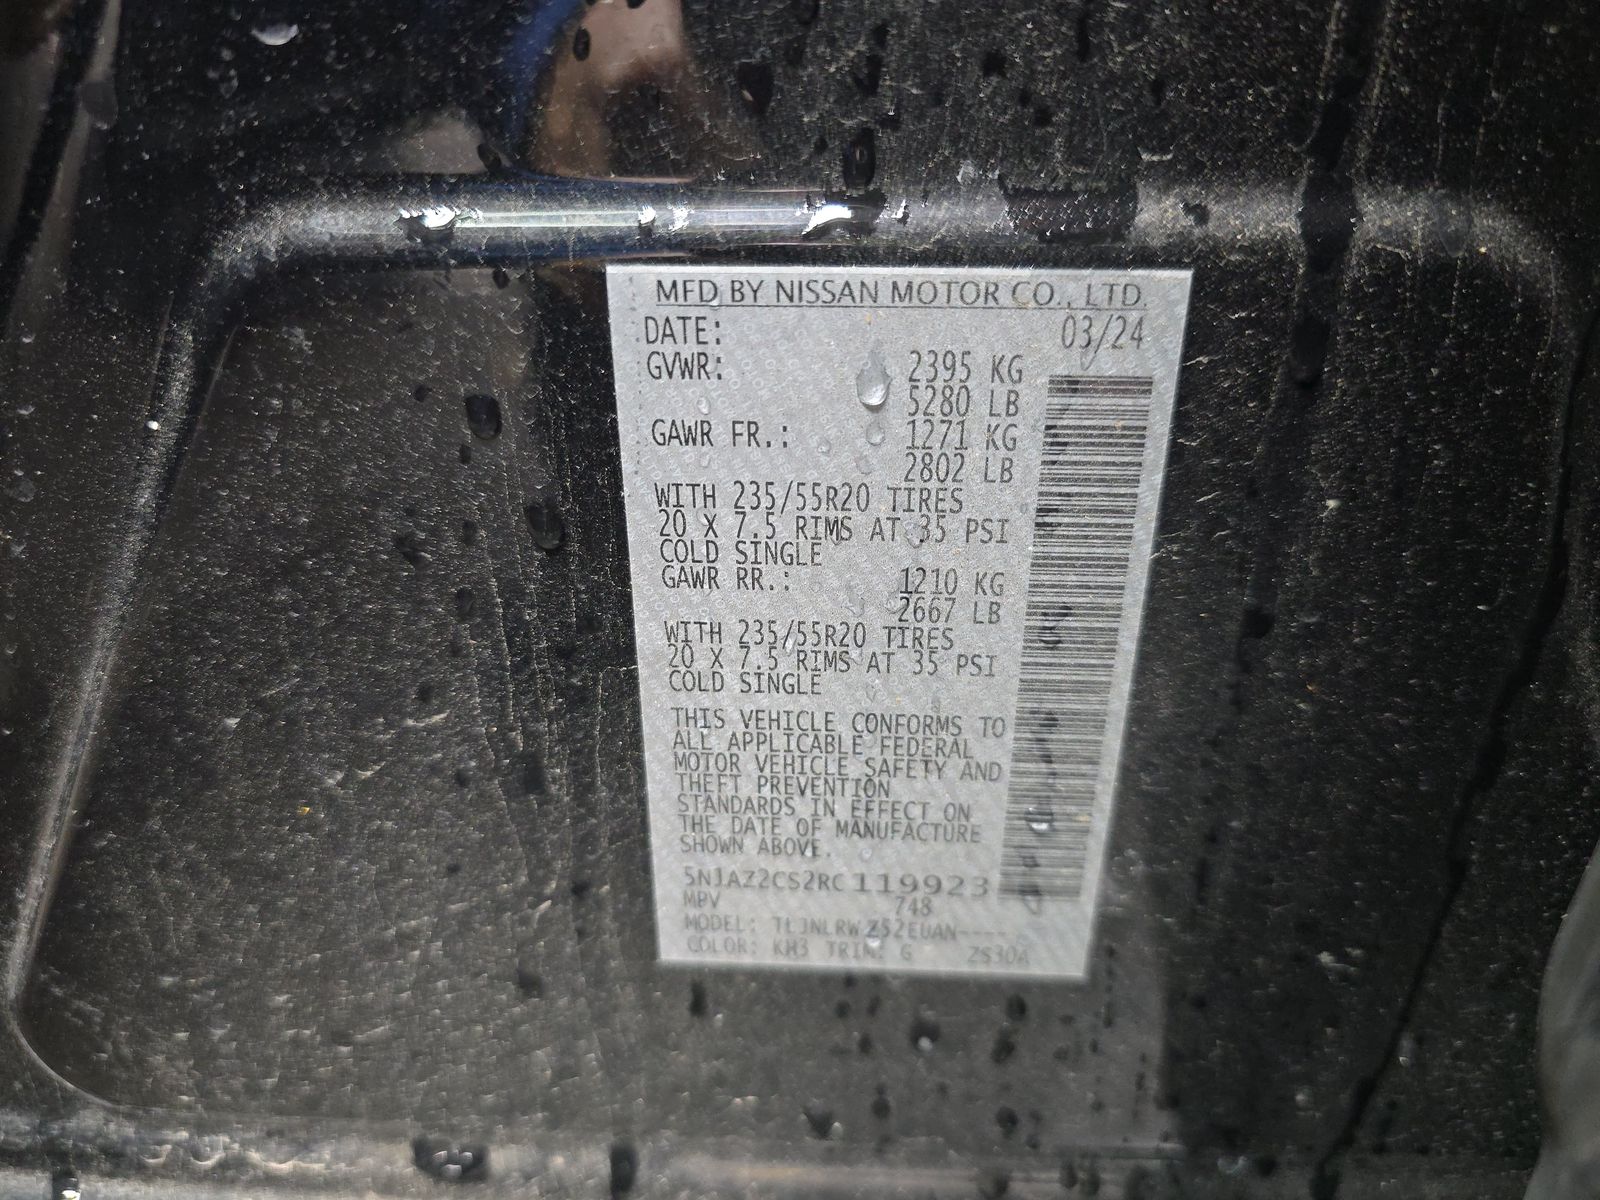 MFD BY NISSAN MOTOR CO., LTD.
DATE: 03/24
GVWR: 2395 KG
5280 LB
GAWR FR.: 1271 KG
2802 LB
WITH 235/55R20 TIRES
20 X 7.5 RIMS AT 35 PSI
COLD SINGLE
GAWR RR.: 1210 KG
2667 LB
WITH 235/55R20 TIRES
20 X 7.5 RIMS AT 35 PSI
COLD SINGLE
THIS VEHICLE CONFORMS TO
ALL APPLICABLE FEDERAL
MOTOR VEHICLE SAFETY AND
THEFT PREVENTION
STANDARDS IN EFFECT ON
THE DATE OF MANUFACTURE
SHOWN ABOVE.
5N1AZ2CS2RC119923
MPV 748
MODEL:
COLOR: KH3 TRIM: G